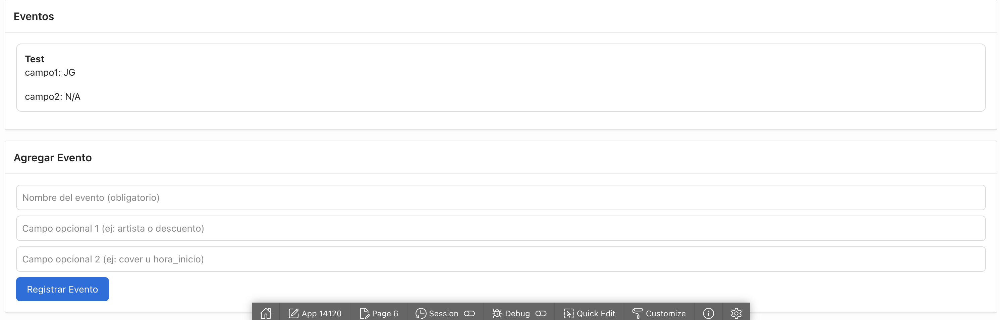 Eventos
Test
campo1: JG
campo2: N/A
Agregar Evento
Nombre del evento (obligatorio)
Campo opcional 1 (ej: artista o descuento)
Campo opcional 2 (ej: cover u hora_inicio)
Registrar Evento
App 14120 Page 6 Session Debug Quick Edit Customize